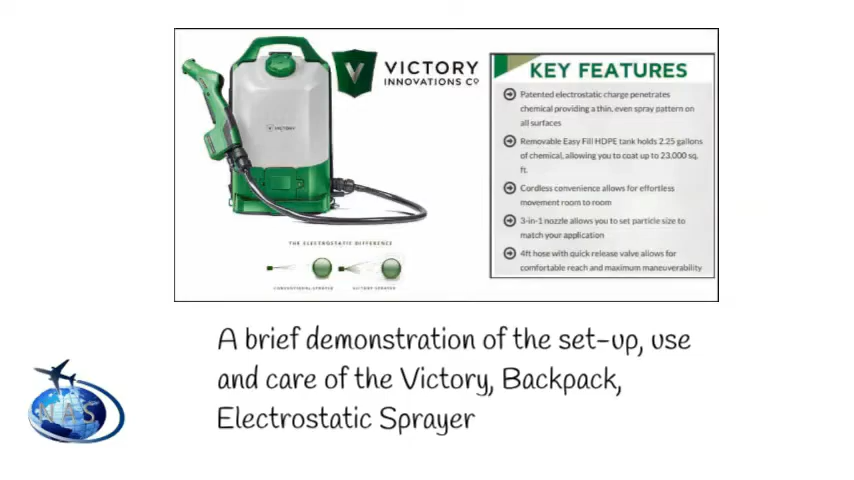 VICTORY
INNOVATIONS CO
VICTORY
THE ELECTROSTATIC DIFFERENCE
CONVENTIONAL SPRAYER
VICTORY SPRAYER
KEY FEATURES
Patented electrostatic charge penetrates
chemical providing a thin, even spray pattern on
all surfaces
Removable Easy Fill HDPE tank holds 2.25 gallons
of chemical, allowing you to coat up to 23,000 sq.
ft.
Cordless convenience allows for effortless
movement room to room
3-in-1 nozzle allows you to set particle size to
match your application
4ft hose with quick release valve allows for
comfortable reach and maximum maneuverability
A brief demonstration of the set-up, use
and care of the Victory, Backpack,
Electrostatic Sprayer
N.A.S.